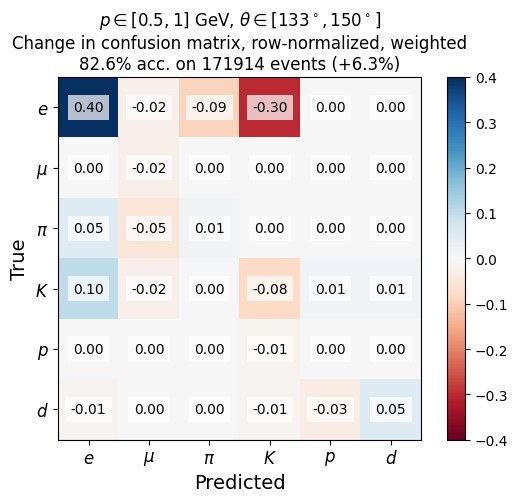 p ∈ [0.5, 1] GeV, θ ∈ [133°, 150°]
Change in confusion matrix, row-normalized, weighted
82.6% acc. on 171914 events (+6.3%)
e 0.40 -0.02 -0.09 -0.30 0.00 0.00
μ 0.00 -0.02 0.00 0.00 0.00 0.00
π 0.05 -0.05 0.01 0.00 0.00 0.00
K 0.10 -0.02 0.00 -0.08 0.01 0.01
p 0.00 0.00 0.00 -0.01 0.00 0.00
d -0.01 0.00 0.00 -0.01 -0.03 0.05
e μ π K p d
Predicted
True
0.4
0.3
0.2
0.1
0.0
−0.1
−0.2
−0.3
−0.4